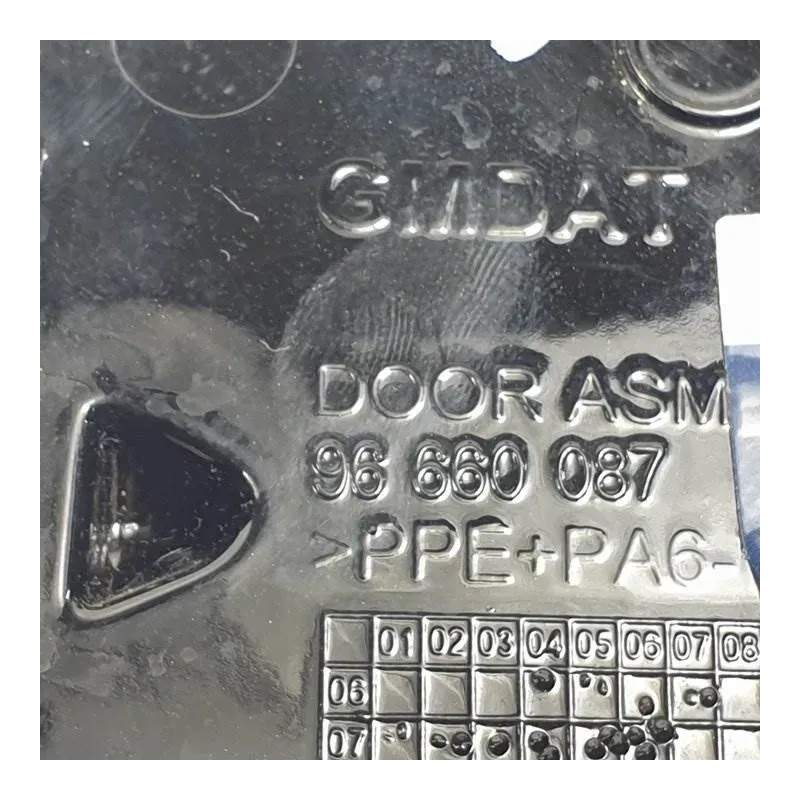 GMDAT
DOOR ASM
96 660 087
>PPE+PA6-
01 02 03 04 05 06 07 08
06
07